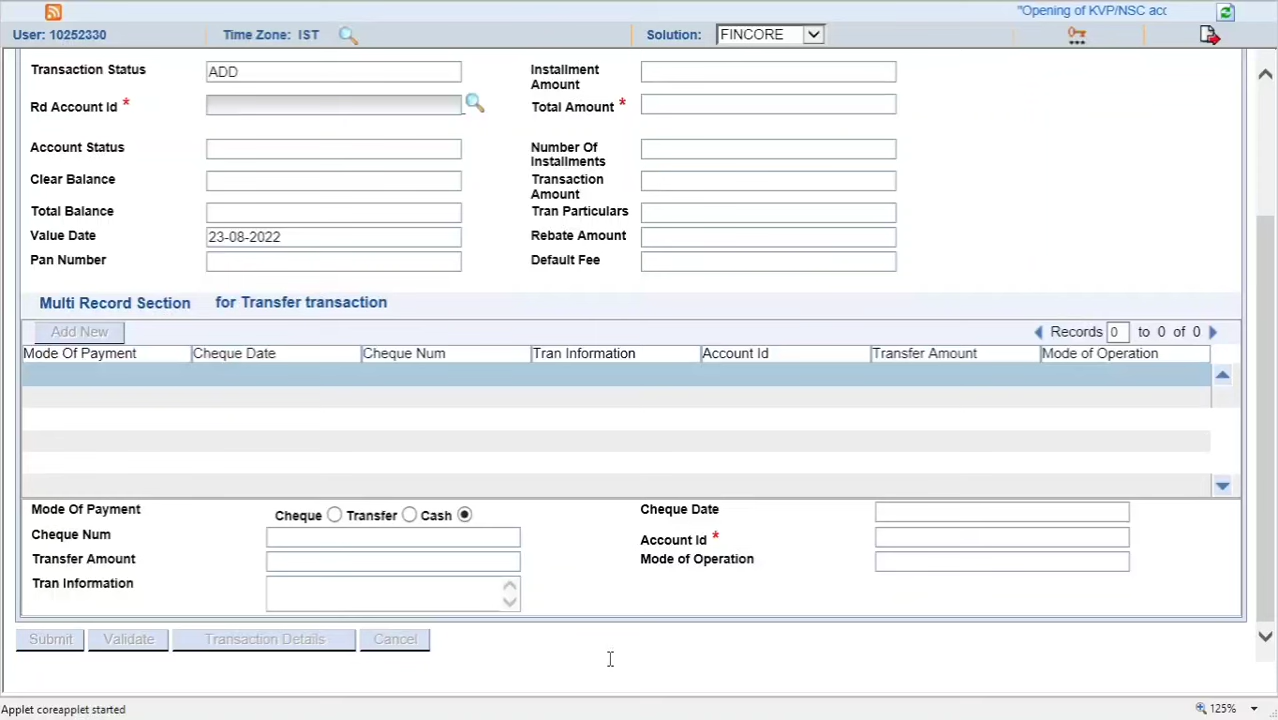 "Opening of KVP/NSC acc
User: 10252330 Time Zone: IST Solution: FINCORE
Transaction Status ADD Installment Amount
Rd Account Id * Total Amount *
Account Status Number Of Installments
Clear Balance Transaction Amount
Total Balance Tran Particulars
Value Date 23-08-2022 Rebate Amount
Pan Number Default Fee
Multi Record Section for Transfer transaction
Add New Records 0 to 0 of 0
Mode Of Payment Cheque Date Cheque Num Tran Information Account Id Transfer Amount Mode of Operation
Mode Of Payment Cheque Transfer Cash Cheque Date
Cheque Num Account Id *
Transfer Amount Mode of Operation
Tran Information
Submit Validate Transaction Details Cancel
Applet coreapplet started 125%